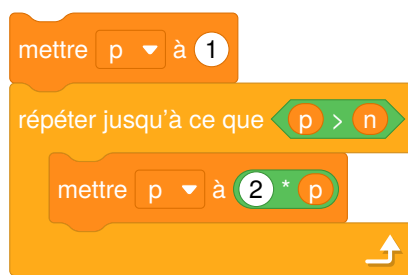 mettre p à 1
répéter jusqu'à ce que p > n
mettre p à 2 * p